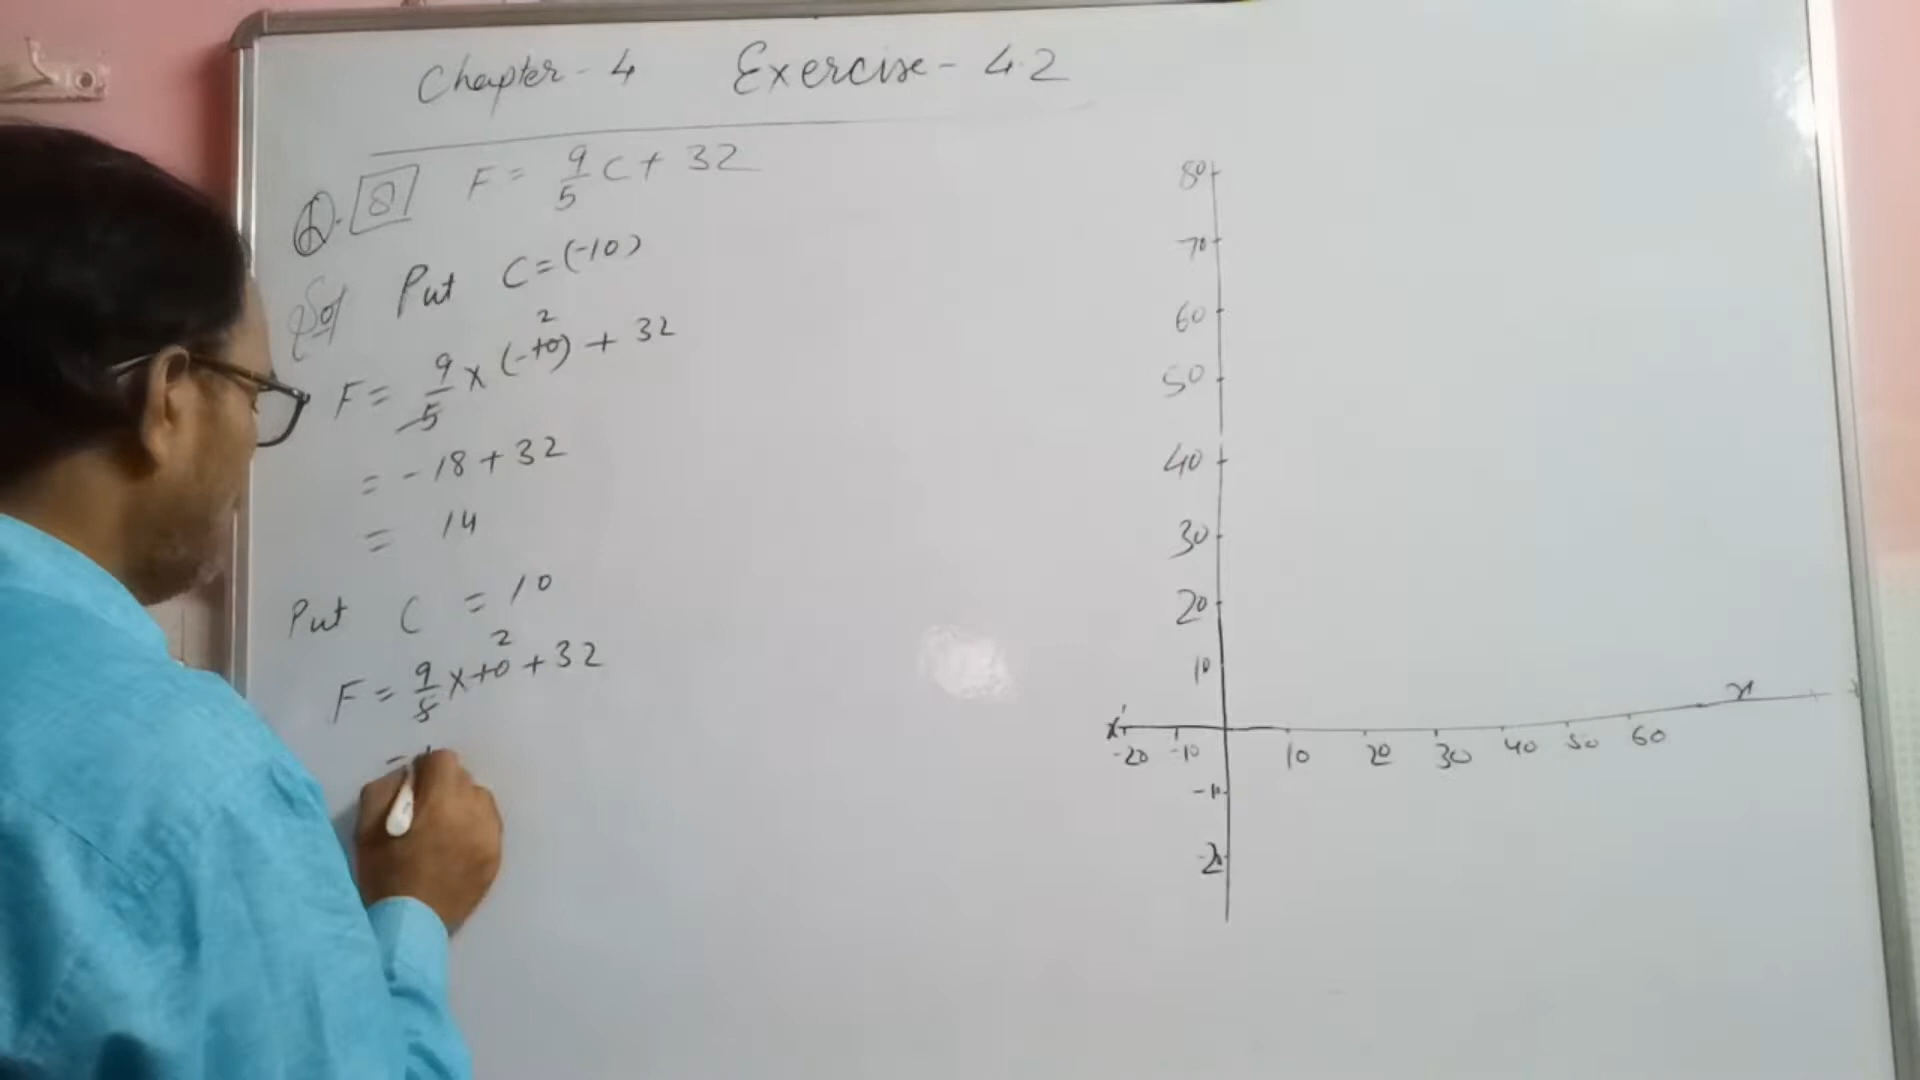 Chapter - 4 Exercise - 4.2
Q. 8 F = 9/5 C + 32
Sol Put C = (-10)
F = 9/5 x (-10) 2 + 32
= - 18 + 32
= 14
Put C = 10
F = 9/5 x 10 2 + 32
=
80
70
60
50
40
30
20
10
x' x
-20 -10 10 20 30 40 50 60
-10
-20